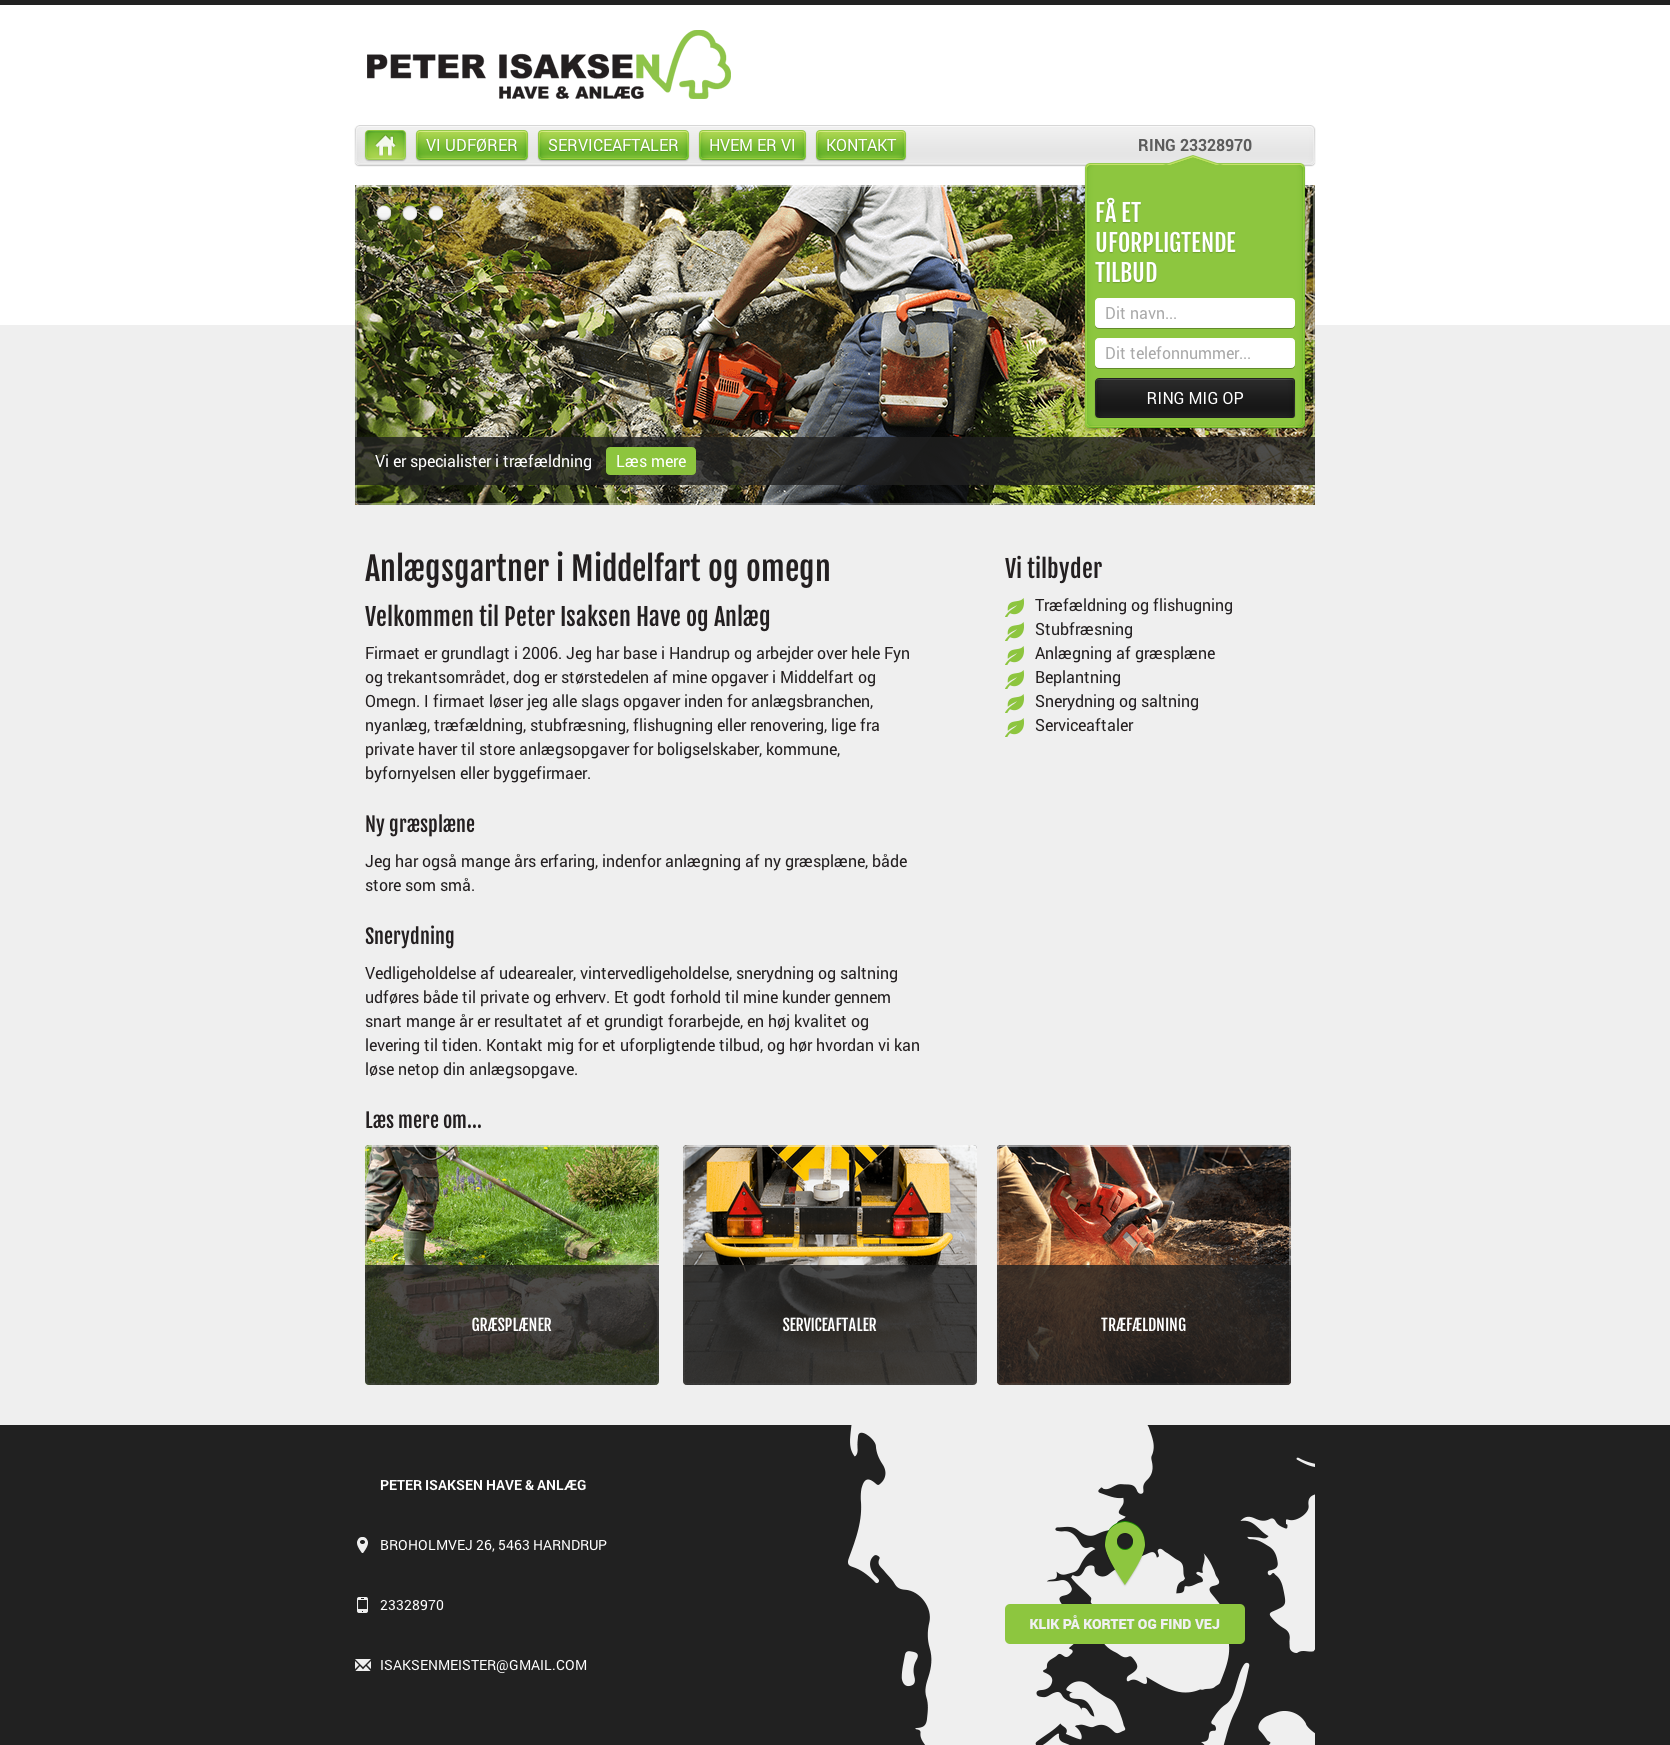 PETER ISAKSEN
HAVE & ANLÆG
VI UDFØRER
SERVICEAFTALER
HVEM ER VI
KONTAKT
RING 23328970
FÅ ET
UFORPLIGTENDE
TILBUD
Dit navn...
Dit telefonnummer...
RING MIG OP
Vi er specialister i træfældning
Læs mere
Anlægsgartner i Middelfart og omegn
Velkommen til Peter Isaksen Have og Anlæg
Firmaet er grundlagt i 2006. Jeg har base i Handrup og arbejder over hele Fyn
og trekantsområdet, dog er størstedelen af mine opgaver i Middelfart og
Omegn. I firmaet løser jeg alle slags opgaver inden for anlægsbranchen,
nyanlæg, træfældning, stubfræsning, flishugning eller renovering, lige fra
private haver til store anlægsopgaver for boligselskaber, kommune,
byfornyelsen eller byggefirmaer.
Ny græsplæne
Jeg har også mange års erfaring, indenfor anlægning af ny græsplæne, både
store som små.
Snerydning
Vedligeholdelse af udearealer, vintervedligeholdelse, snerydning og saltning
udføres både til private og erhverv. Et godt forhold til mine kunder gennem
snart mange år er resultatet af et grundigt forarbejde, en høj kvalitet og
levering til tiden. Kontakt mig for et uforpligtende tilbud, og hør hvordan vi kan
løse netop din anlægsopgave.
Vi tilbyder
Træfældning og flishugning
Stubfræsning
Anlægning af græsplæne
Beplantning
Snerydning og saltning
Serviceaftaler
Læs mere om...
GRÆSPLÆNER
SERVICEAFTALER
TRÆFÆLDNING
PETER ISAKSEN HAVE & ANLÆG
BROHOLMVEJ 26, 5463 HARNDRUP
23328970
ISAKSENMEISTER@GMAIL.COM
KLIK PÅ KORTET OG FIND VEJ